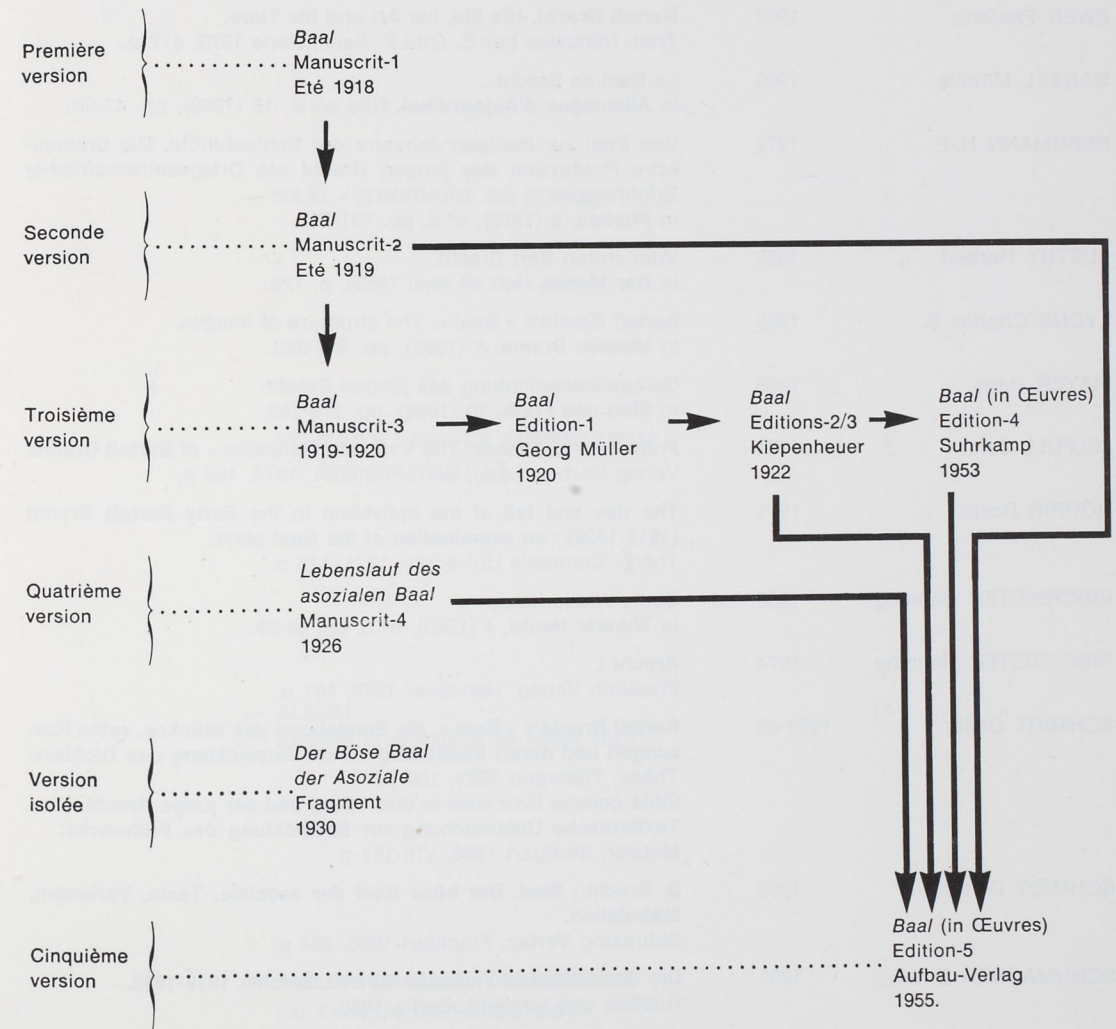 Première
version
Baal
Manuscrit-1
Eté 1918
Seconde
version
Baal
Manuscrit-2
Eté 1919
Troisième
version
Baal
Manuscrit-3
1919-1920
Baal
Edition-1
Georg Müller
1920
Baal
Editions-2/3
Kiepenheuer
1922
Baal (in Œuvres)
Edition-4
Suhrkamp
1953
Quatrième
version
Lebenslauf des
asozialen Baal
Manuscrit-4
1926
Version
isolée
Der Böse Baal
der Asoziale
Fragment
1930
Cinquième
version
Baal (in Œuvres)
Edition-5
Aufbau-Verlag
1955.